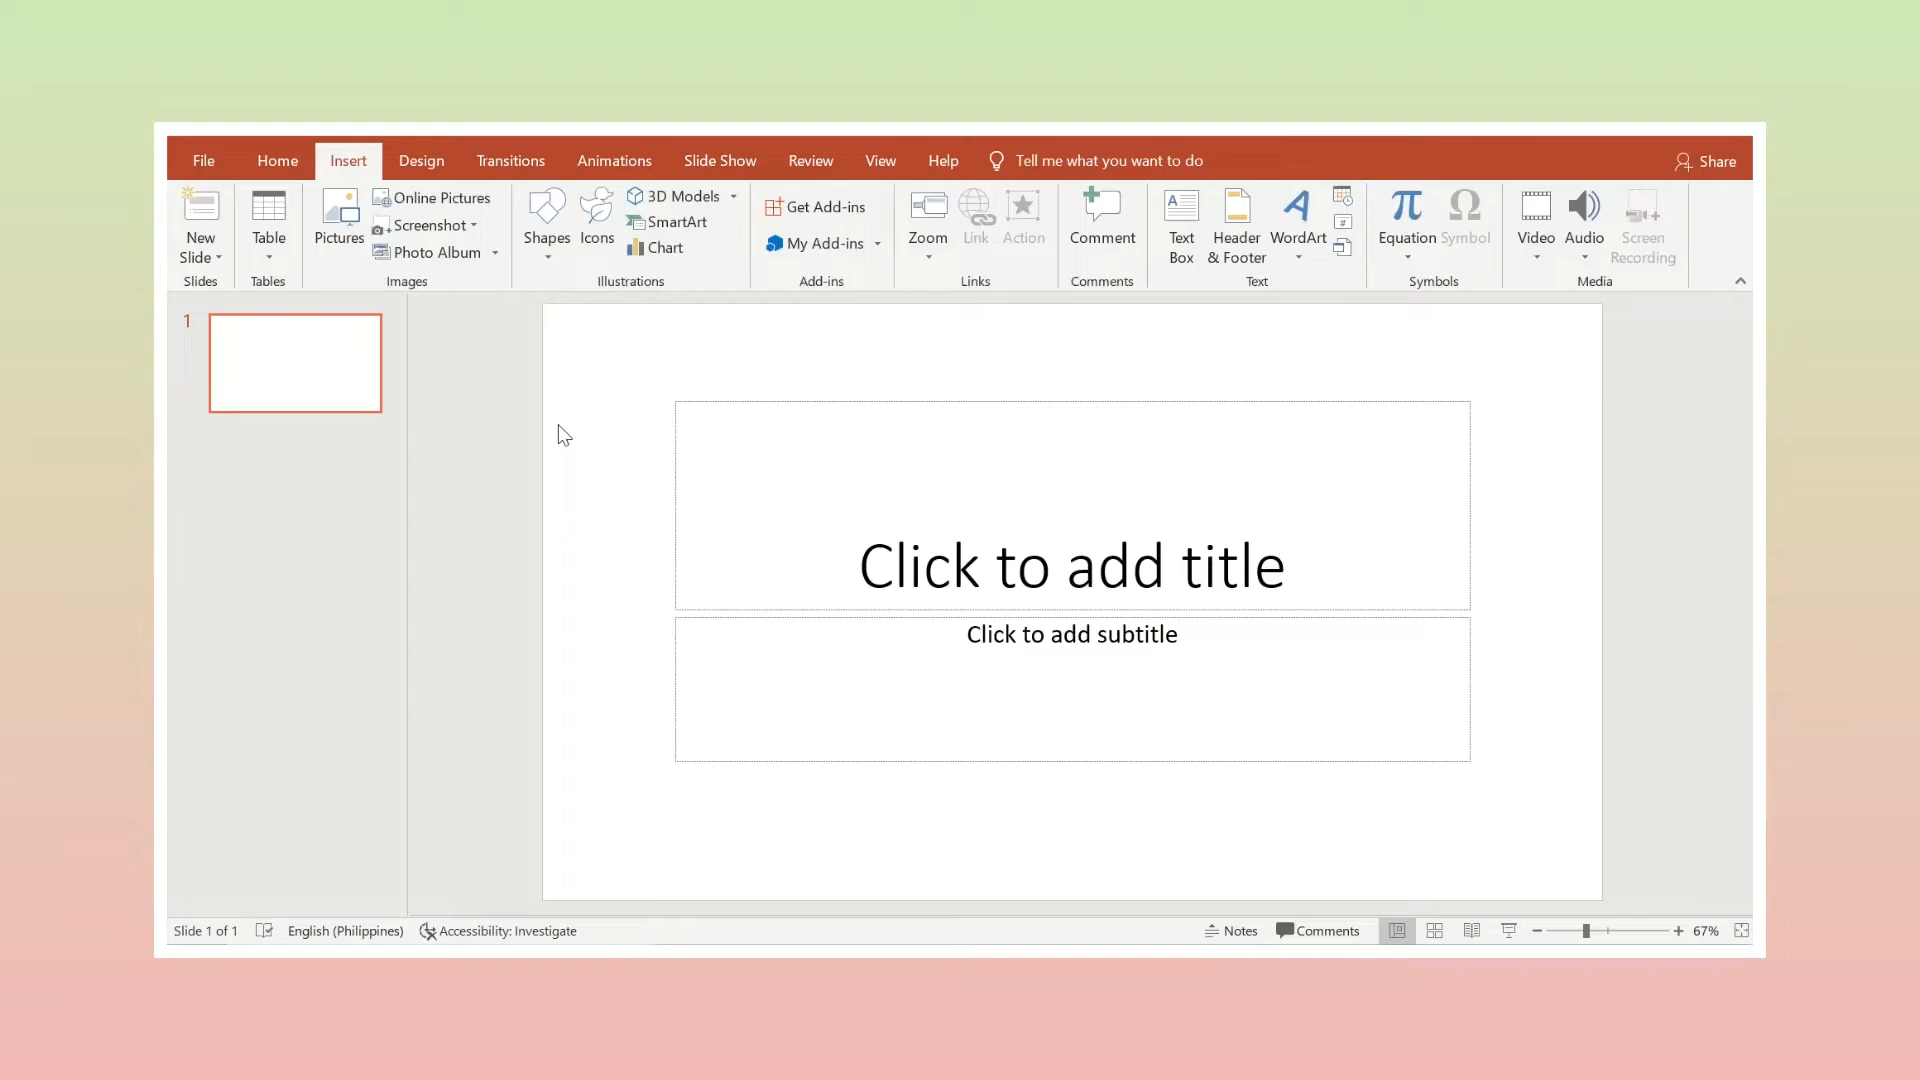 File Home Insert Design Transitions Animations Slide Show Review View Help Tell me what you want to do Share
New Slide
Table
Pictures
Online Pictures
Screenshot
Photo Album
Shapes
Icons
3D Models
SmartArt
Chart
Get Add-ins
My Add-ins
Zoom
Link
Action
Comment
Text
Box
Header
& Footer
WordArt
Equation
Symbol
Video
Audio
Screen
Recording
Slides Tables Images Illustrations Add-ins Links Comments Text Symbols Media
1
Click to add title
Click to add subtitle
Slide 1 of 1 English (Philippines) Accessibility: Investigate Notes Comments 67%